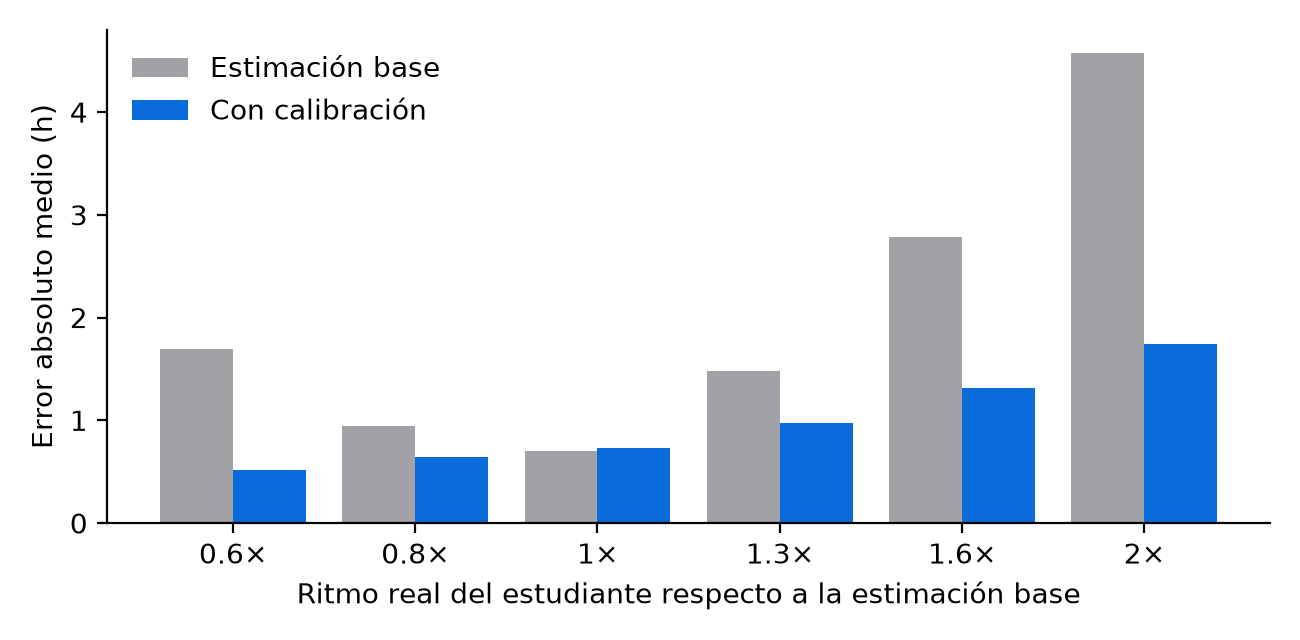 Estimación base
Con calibración
Error absoluto medio (h)
4
3
2
1
0
0.6× 0.8× 1× 1.3× 1.6× 2×
Ritmo real del estudiante respecto a la estimación base